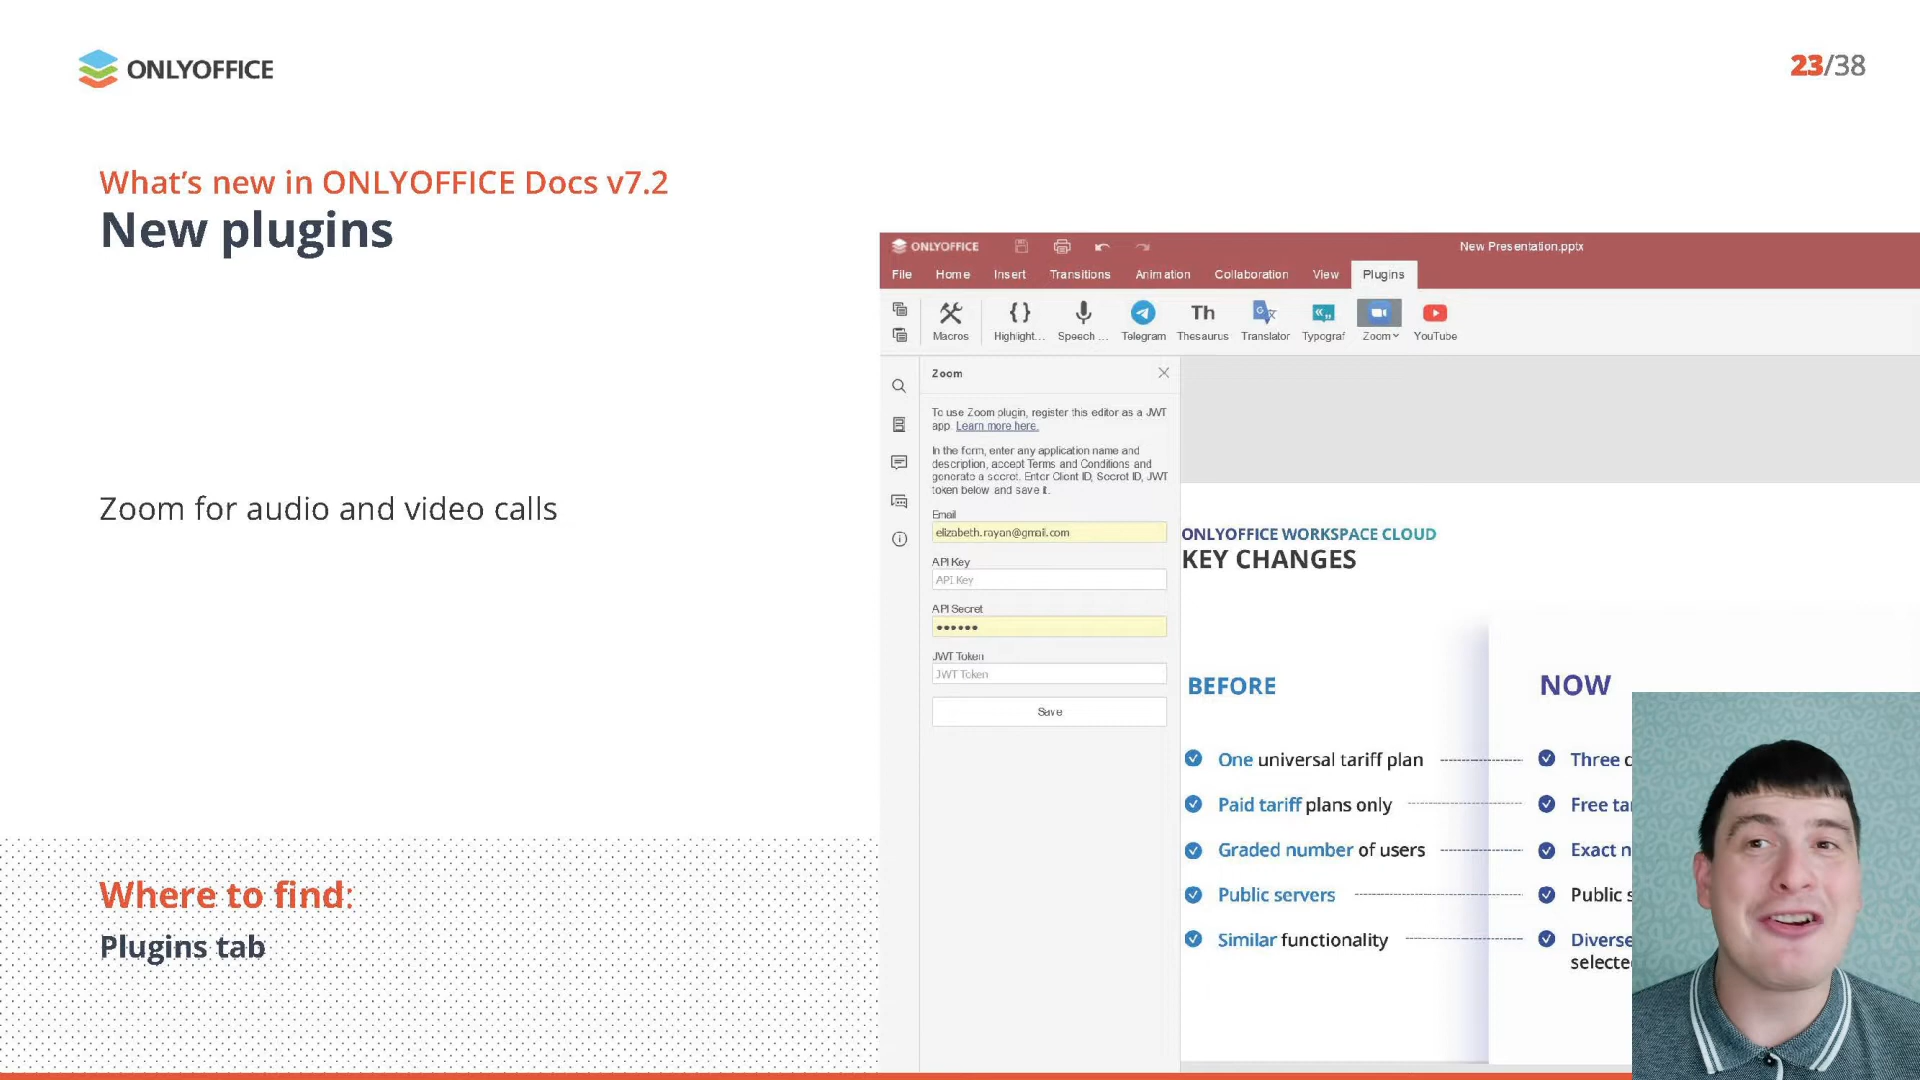 ONLYOFFICE
23/38
What's new in ONLYOFFICE Docs v7.2
New plugins
Zoom for audio and video calls
Where to find:
Plugins tab
ONLYOFFICE
New Presentation.pptx
File Home Insert Transitions Animation Collaboration View Plugins
Macros Highlight... Speech ... Telegram Th Thesaurus Translator Typograf Zoom YouTube
Zoom
To use Zoom plugin, register this editor as a JWT
app. Learn more here.
In the form, enter any application name and
description, accept Terms and Conditions and
generate a secret. Enter Client ID, Secret ID, JWT
token below and save it.
Email
elizabeth.rayan@gmail.com
API Key
API Key
API Secret
••••••
JWT Token
JWT Token
Save
ONLYOFFICE WORKSPACE CLOUD
KEY CHANGES
BEFORE
One universal tariff plan
Paid tariff plans only
Graded number of users
Public servers
Similar functionality
NOW
Three
Free
Exact
Public
Diverse